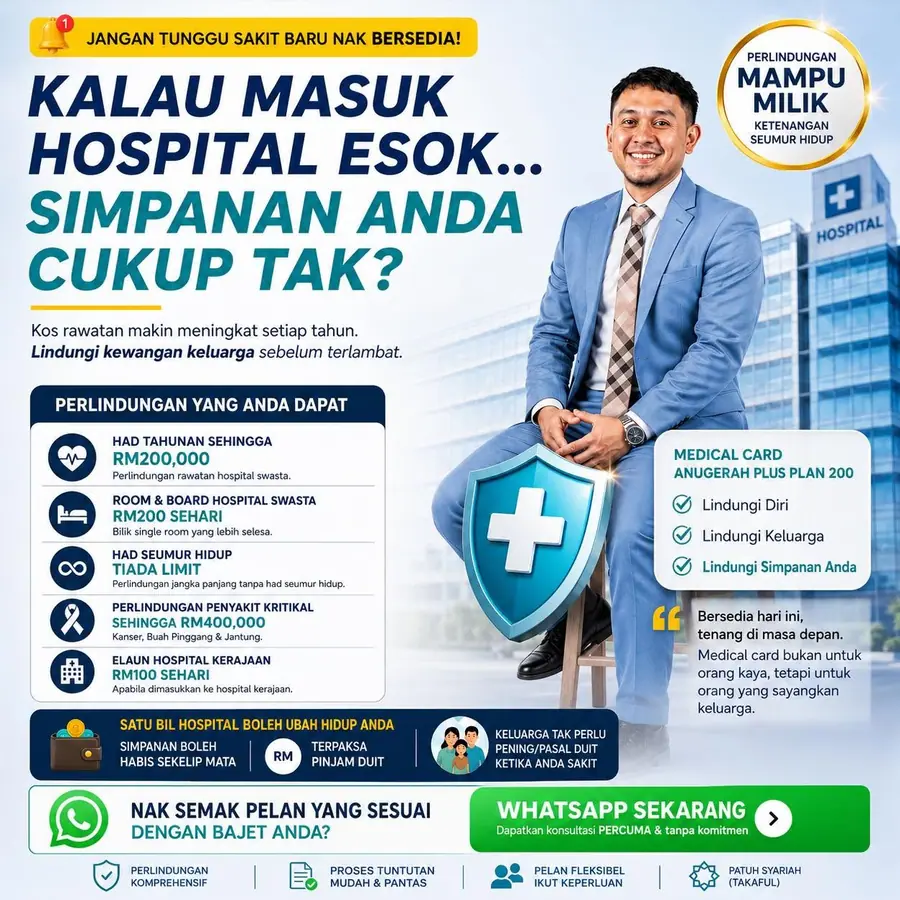 1
JANGAN TUNGGU SAKIT BARU NAK BERSEDIA!
KALAU MASUK
HOSPITAL ESOK...
SIMPANAN ANDA
CUKUP TAK?
Kos rawatan makin meningkat setiap tahun.
Lindungi kewangan keluarga sebelum terlambat.
PERLINDUNGAN
MAMPU
MILIK
KETENANGAN
SEUMUR HIDUP
HOSPITAL
PERLINDUNGAN YANG ANDA DAPAT
HAD TAHUNAN SEHINGGA
RM200,000
Perlindungan rawatan hospital swasta.
ROOM & BOARD HOSPITAL SWASTA
RM200 SEHARI
Bilik single room yang lebih selesa.
HAD SEUMUR HIDUP
TIADA LIMIT
Perlindungan jangka panjang tanpa had seumur hidup.
PERLINDUNGAN PENYAKIT KRITIKAL
SEHINGGA RM400,000
Kanser, Buah Pinggang & Jantung.
ELAUN HOSPITAL KERAJAAN
RM100 SEHARI
Apabila dimasukkan ke hospital kerajaan.
MEDICAL CARD
ANUGERAH PLUS PLAN 200
Lindungi Diri
Lindungi Keluarga
Lindungi Simpanan Anda
Bersedia hari ini,
tenang di masa depan.
Medical card bukan untuk
orang kaya, tetapi untuk
orang yang sayangkan
keluarga.
SATU BIL HOSPITAL BOLEH UBAH HIDUP ANDA
SIMPANAN BOLEH
HABIS SEKELIP MATA
RM
TERPAKSA
PINJAM DUIT
KELUARGA TAK PERLU
PENING/PASAL DUIT
KETIKA ANDA SAKIT
NAK SEMAK PELAN YANG SESUAI
DENGAN BAJET ANDA?
WHATSAPP SEKARANG
Dapatkan konsultasi PERCUMA & tanpa komitmen
PERLINDUNGAN
KOMPREHENSIF
PROSES TUNTUTAN
MUDAH & PANTAS
PELAN FLEKSIBEL
IKUT KEPERLUAN
PATUH SYARIAH
(TAKAFUL)